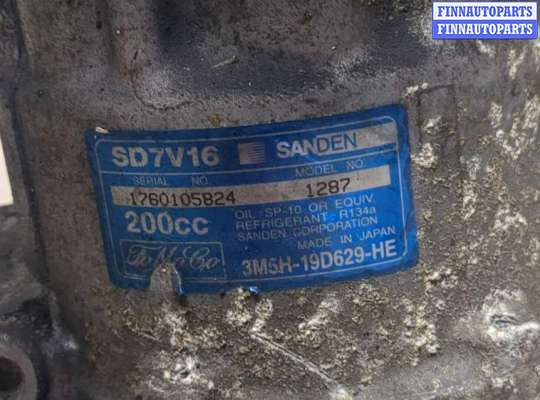 FINNAUTOPARTS
FINNAUTOPARTS
SD7V16 SANDEN
SERIAL NO. MODEL NO.
1760105824 1287
200cc OIL : SP-10 OR EQUIV.
REFRIGERANT : R134a
SANDEN CORPORATION
MADE IN JAPAN
FoMoCo 3M5H-19D629-HE